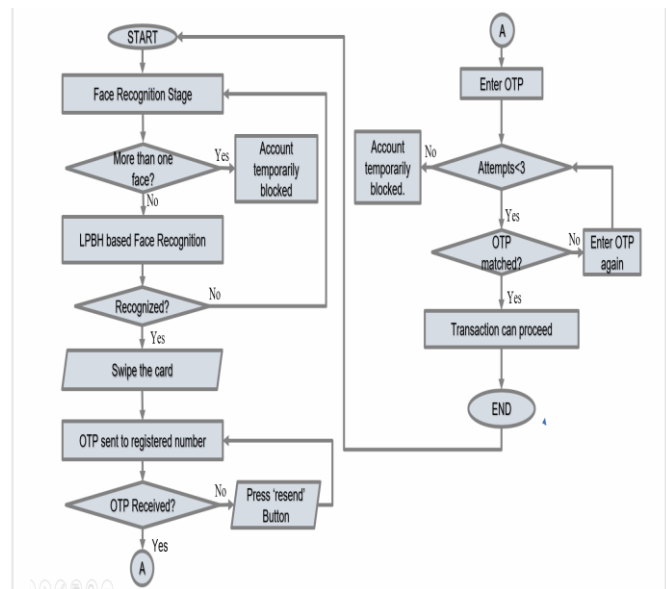 START
Face Recognition Stage
More than one
face?
Yes
Account
temporarily
blocked
No
LPBH based Face Recognition
Recognized?
No
Yes
Swipe the card
OTP sent to registered number
OTP Received?
No
Press 'resend'
Button
Yes
A
A
Enter OTP
Attempts<3
No
Account
temporarily
blocked.
Yes
OTP
matched?
No
Enter OTP
again
Yes
Transaction can proceed
END